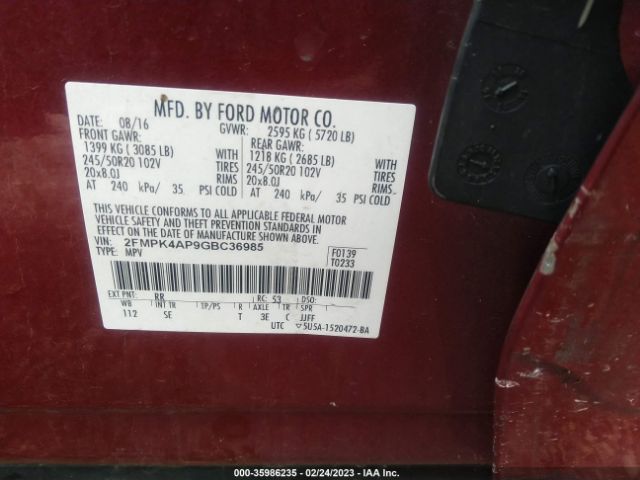 MFD. BY FORD MOTOR CO.
DATE: 08/16 GVWR: 2595 KG ( 5720 LB)
FRONT GAWR: REAR GAWR:
1399 KG ( 3085 LB) WITH 1218 KG ( 2685 LB) WITH
245/50R20 102V TIRES 245/50R20 102V TIRES
20x8.0J RIMS 20x8.0J RIMS
AT 240 kPa/ 35 PSI COLD AT 240 kPa/ 35 PSI COLD
THIS VEHICLE CONFORMS TO ALL APPLICABLE FEDERAL MOTOR
VEHICLE SAFETY AND THEFT PREVENTION STANDARDS IN
EFFECT ON THE DATE OF MANUFACTURE SHOWN ABOVE.
VIN: 2FMPK4AP9GBC36985 F0139
TYPE: MPV T0233
EXT PNT: RR RC: 53 DSO:
WB INT TR TP/PS R AXLE TR SPR
112 SE T 3E C JJFF
UTC ▽5U5A-1520472-BA
000-35986235 - 02/24/2023 - IAA Inc.